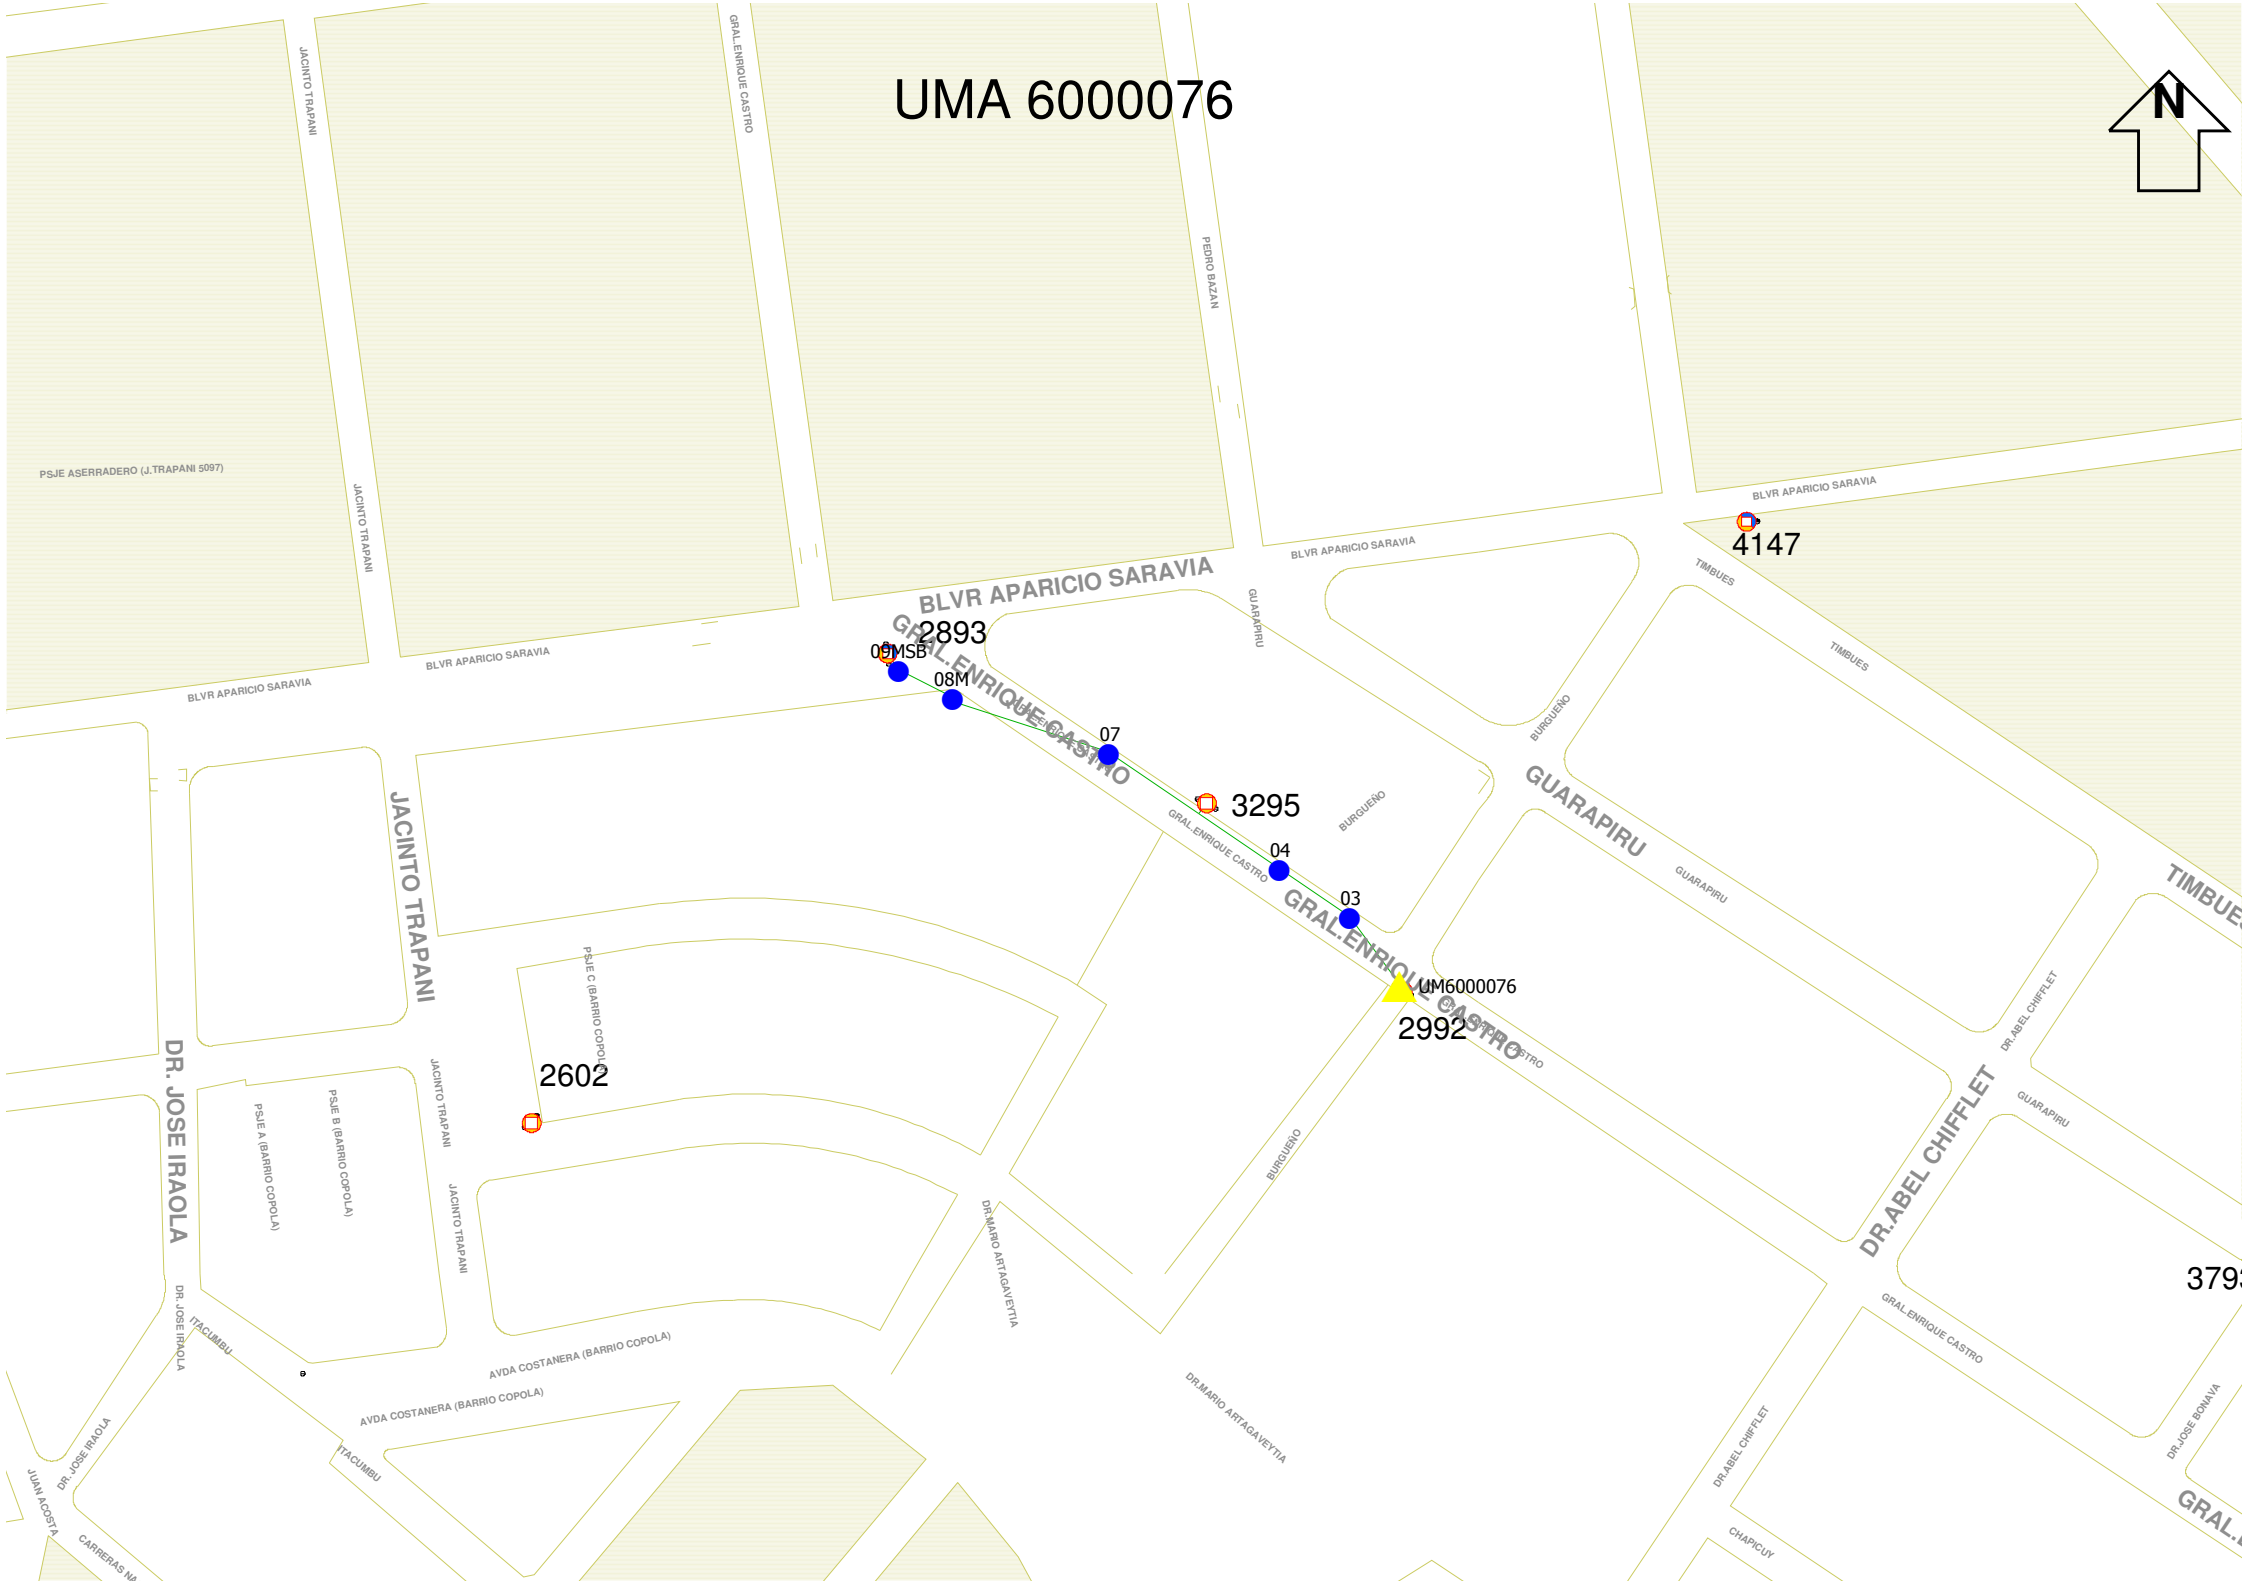 UMA 6000076
N
JACINTO TRAPANI
GRAL.ENRIQUE CASTRO
PEDRO BAZAN
PSJE ASERRADERO (J.TRAPANI 5097)
JACINTO TRAPANI
BLVR APARICIO SARAVIA
4147
BLVR APARICIO SARAVIA
BLVR APARICIO SARAVIA
TIMBUES
GUARAPIRU
GRAL.ENRIQUE CASTRO
2893
09MSB
BLVR APARICIO SARAVIA
TIMBUES
08M
BLVR APARICIO SARAVIA
BURGUEÑO
07
GUARAPIRU
3295
BURGUEÑO
GRAL.ENRIQUE CASTRO
JACINTO TRAPANI
04
GUARAPIRU
TIMBUES
03
GRAL.ENRIQUE CASTRO
PSJE C (BARRIO COPOLA)
UM6000076
2992
DR.ABEL CHIFFLET
2602
DR. JOSE IRAOLA
JACINTO TRAPANI
PSJE A (BARRIO COPOLA)
PSJE B (BARRIO COPOLA)
BURGUEÑO
GUARAPIRU
DR.ABEL CHIFFLET
JACINTO TRAPANI
DR.MARIO ARTAGAVEYTIA
3793
DR. JOSE IRAOLA
ITACUMBU
GRAL.ENRIQUE CASTRO
AVDA COSTANERA (BARRIO COPOLA)
AVDA COSTANERA (BARRIO COPOLA)
DR.MARIO ARTAGAVEYTIA
DR.JOSE BONAVA
DR.ABEL CHIFFLET
DR. JOSE IRAOLA
ITACUMBU
JUAN ACOSTA
CARRERAS NA
CHAPICUY
GRAL.